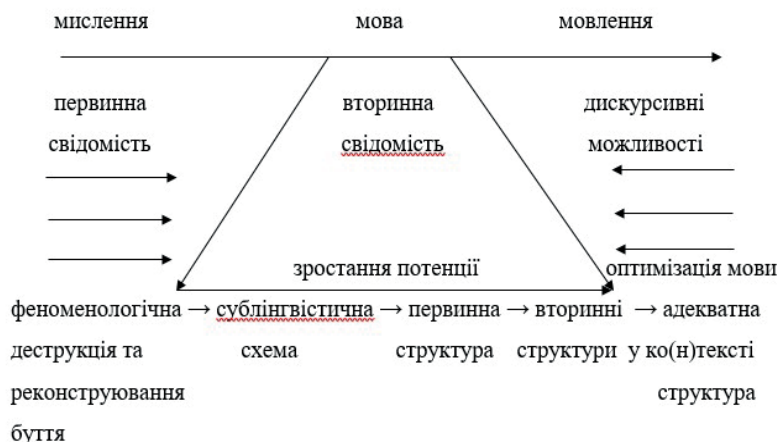 мислення мова мовлення
первинна вторинна дискурсивні
свідомість свідомість можливості
зростання потенції оптимізація мови
феноменологічна → сублінгвістична → первинна → вторинні → адекватна
деструкція та схема структура структури у ко(н)тексті
реконструювання структура
буття